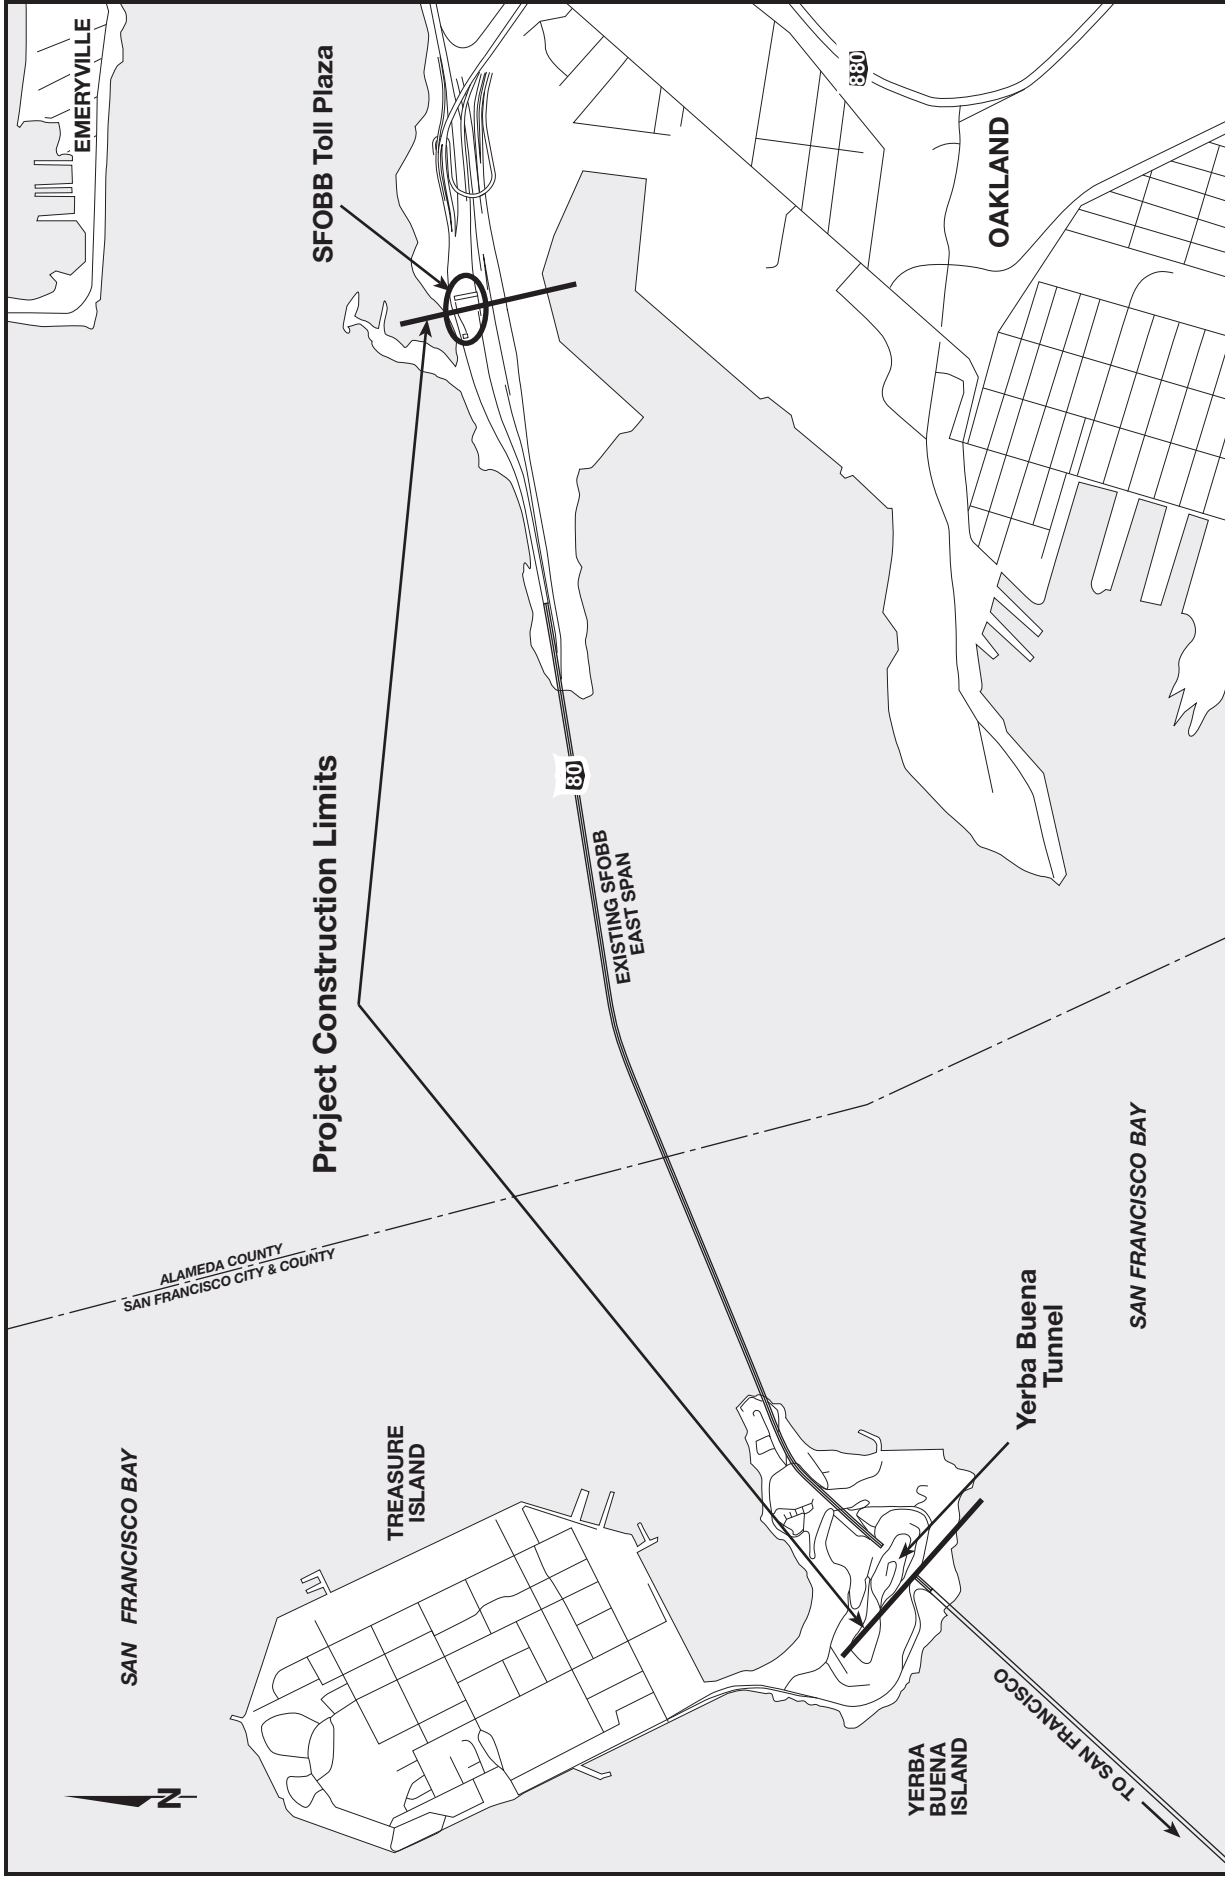 EMERYVILLE
SFOBB Toll Plaza
880
OAKLAND
Project Construction Limits
80
EXISTING SFOBB
EAST SPAN
ALAMEDA COUNTY
SAN FRANCISCO CITY & COUNTY
SAN FRANCISCO BAY
Yerba Buena
Tunnel
TREASURE
ISLAND
SAN FRANCISCO BAY
N
YERBA
BUENA
ISLAND
TO SAN FRANCISCO